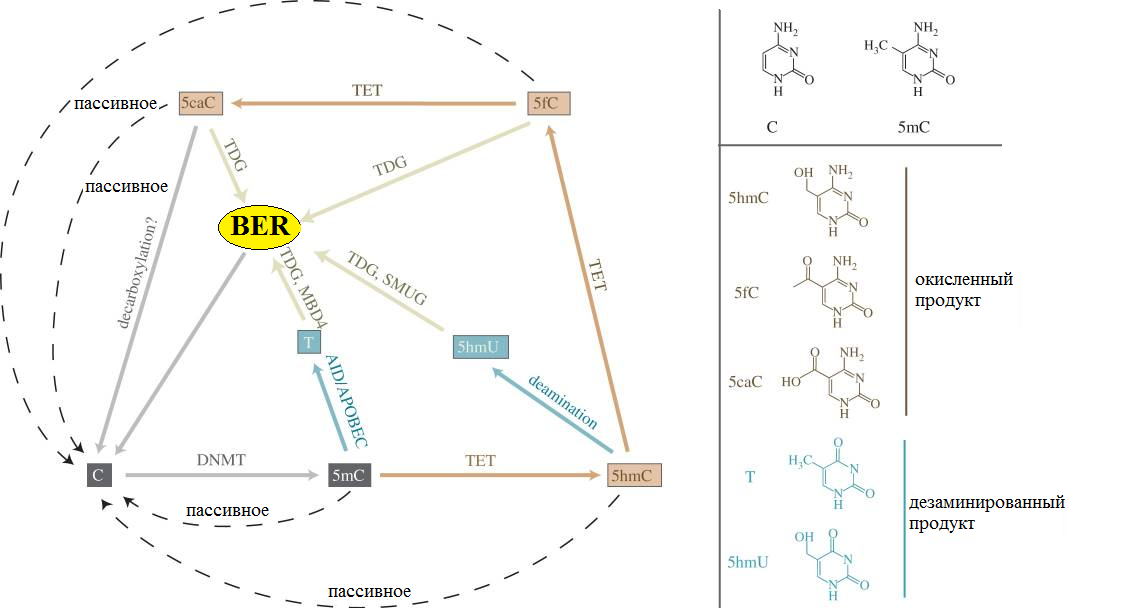 пассивное
5caC
TET
5fC
пассивное
TDG
TDG
BER
decarboxylation?
TDG, MBD4
TDG, SMUG
TET
T
5hmU
AID/APOBEC
deamination
C
DNMT
5mC
TET
5hmC
пассивное
пассивное
NH2
N
N
H
O
C
NH2
H3C
N
N
H
O
5mC
5hmC
OH
NH2
N
N
H
O
5fC
O
NH2
N
N
H
O
5caC
O
NH2
HO
N
N
H
O
окисленный
продукт
T
O
H3C
N
N
H
O
5hmU
OH
O
N
N
H
O
дезаминированный
продукт